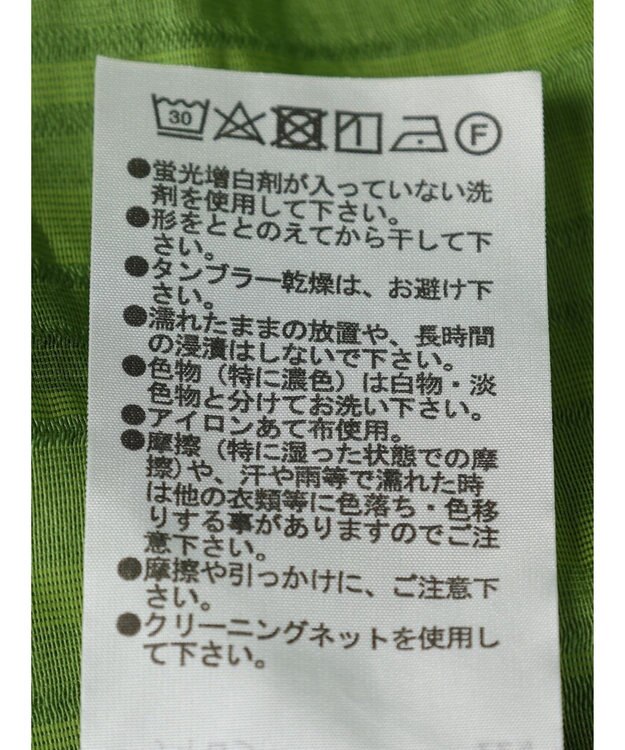 30 F
●蛍光増白剤が入っていない洗
剤を使用して下さい。
●形をととのえてから干して下
さい。
●タンブラー乾燥は、お避け下
さい。
●濡れたままの放置や、長時間
の浸漬はしないで下さい。
●色物（特に濃色）は白物・淡
色物と分けてお洗い下さい。
●アイロンあて布使用。
●摩擦（特に湿った状態での摩
擦)や、汗や雨等で濡れた時
は他の衣類等に色落ち・色移
りする事がありますのでご注
意下さい。
●摩擦や引っかけに、ご注意下
さい。
●クリーニングネットを使用し
て下さい。